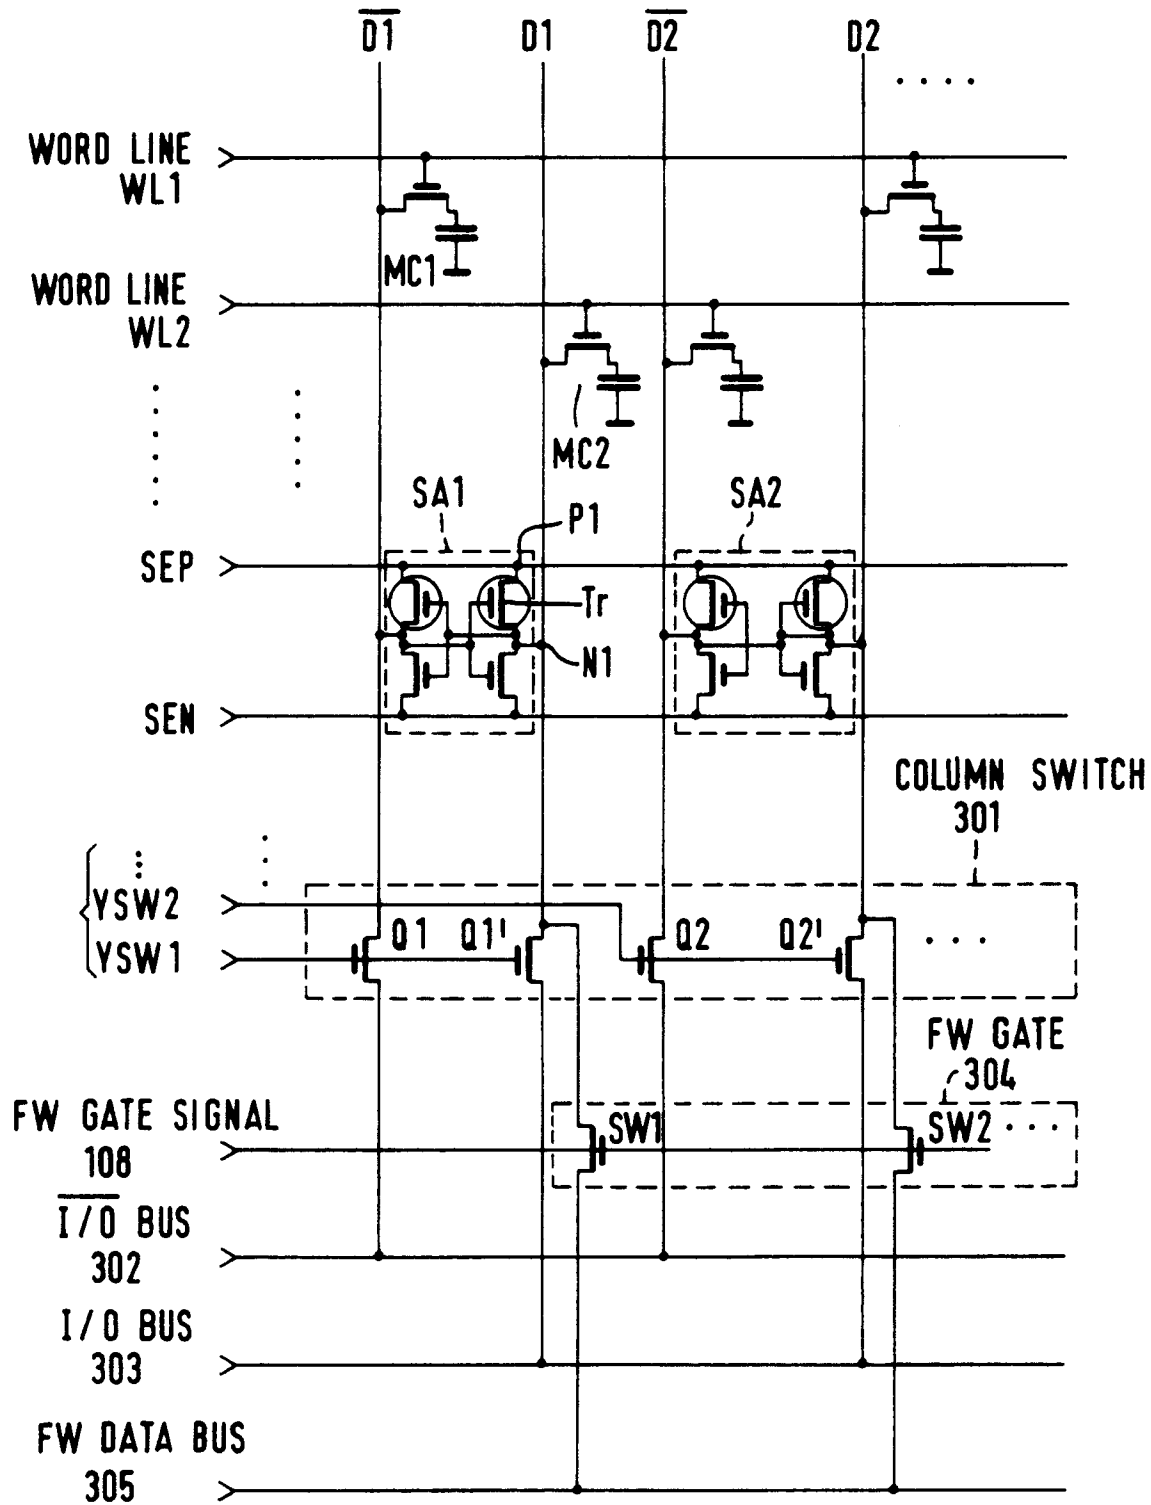 D̅1̅ D1 D̅2̅ D2
WORD LINE
WL1
MC1
WORD LINE
WL2
MC2
SA1 SA2
P1
SEP
Tr
N1
SEN
COLUMN SWITCH
301
YSW2
Q1 Q1' Q2 Q2'
YSW1
FW GATE
304
FW GATE SIGNAL
108
SW1 SW2
I̅/̅O̅ BUS
302
I/O BUS
303
FW DATA BUS
305